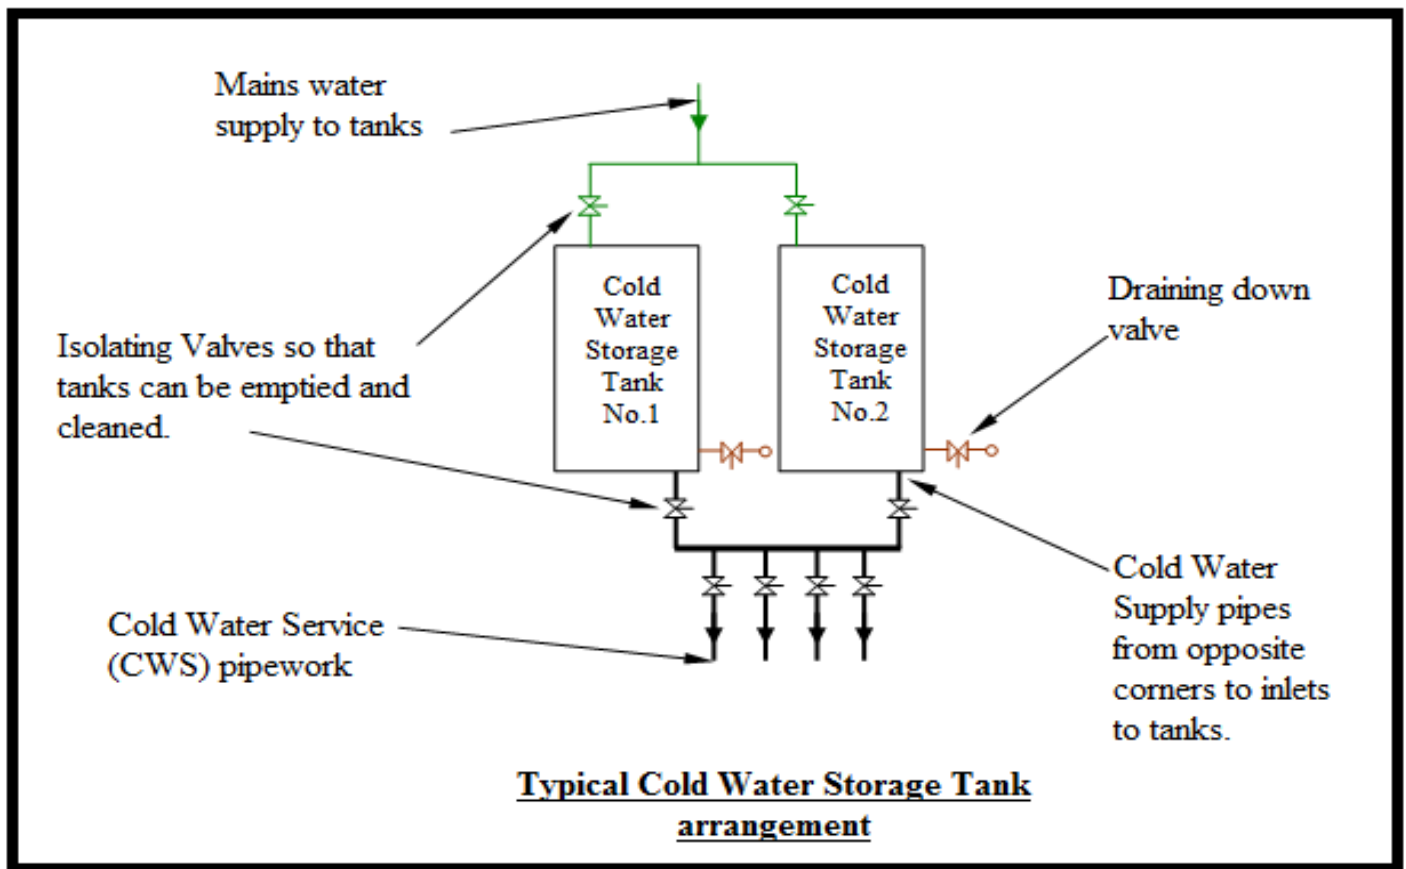 Mains water
supply to tanks
Cold
Water
Storage
Tank
No.1
Cold
Water
Storage
Tank
No.2
Draining down
valve
Isolating Valves so that
tanks can be emptied and
cleaned.
Cold Water
Supply pipes
from opposite
corners to inlets
to tanks.
Cold Water Service
(CWS) pipework
Typical Cold Water Storage Tank
arrangement